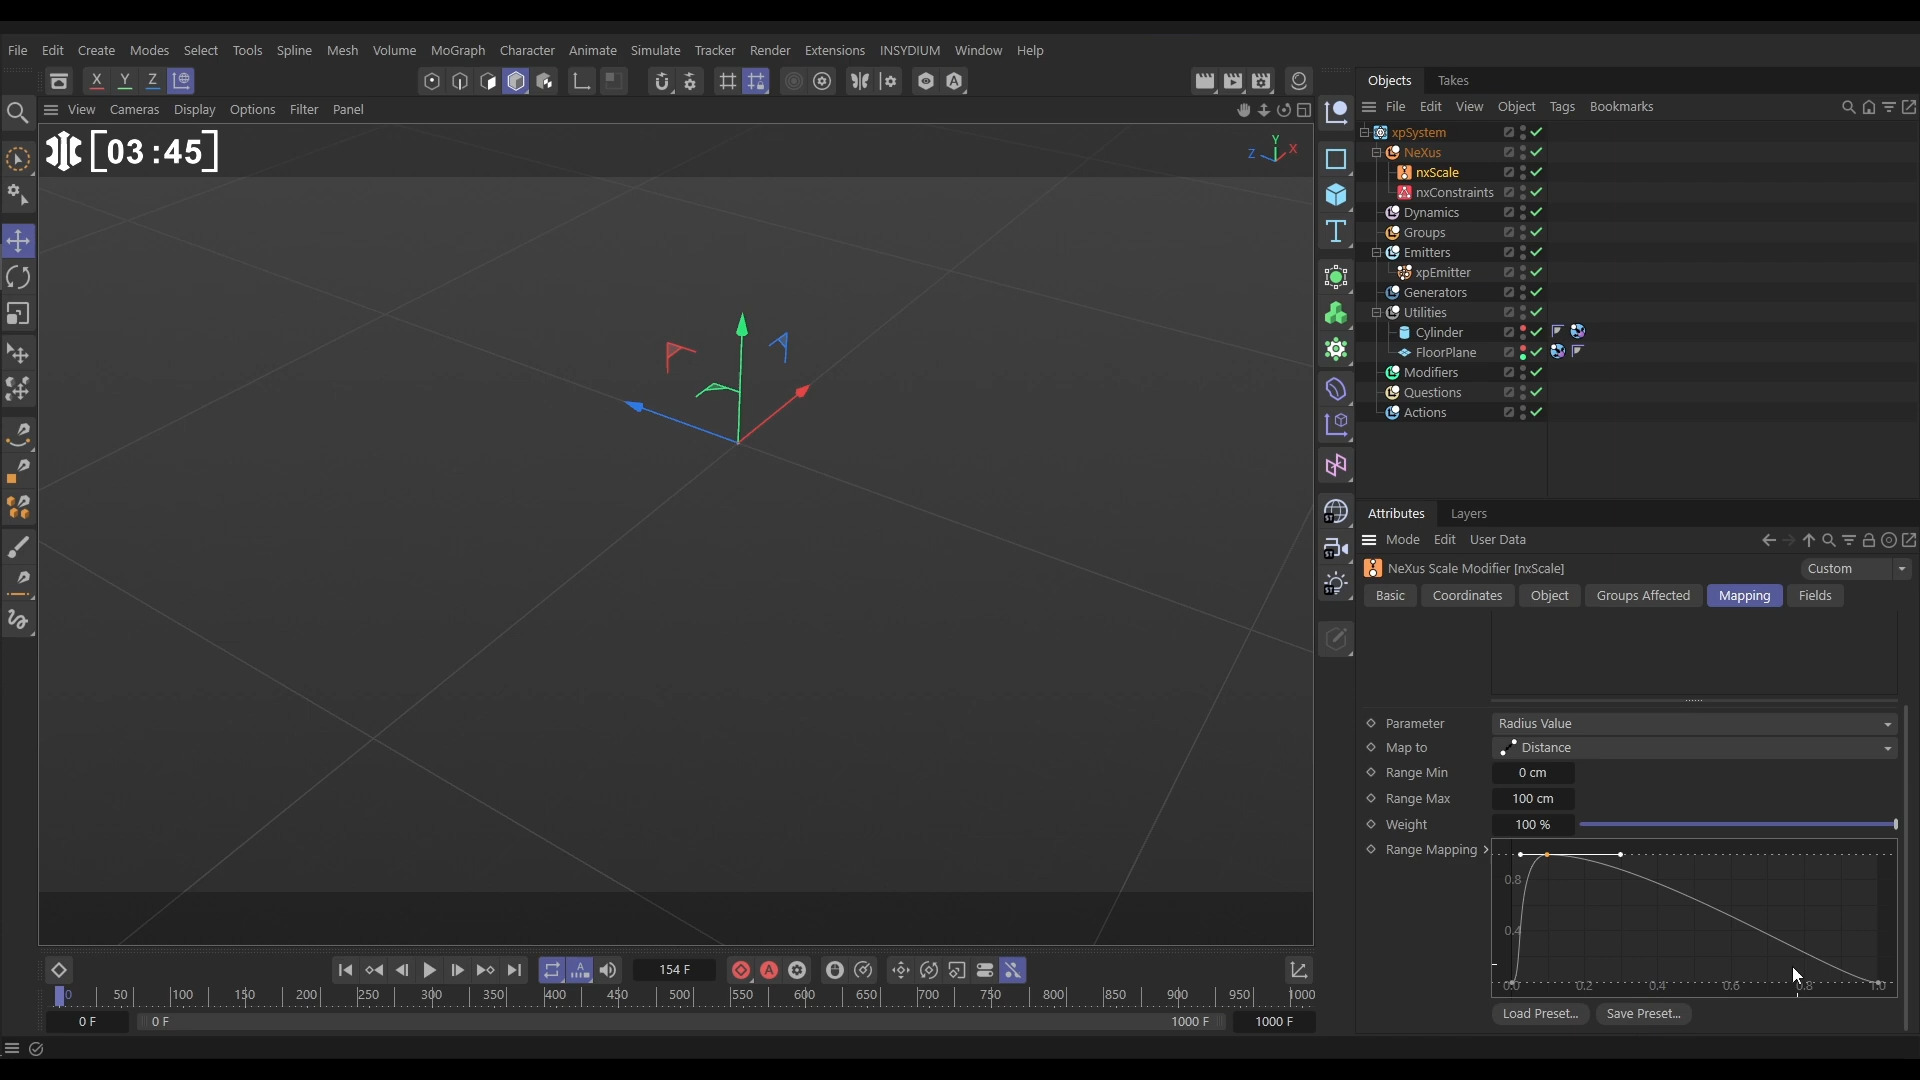 File Edit Create Modes Select Tools Spline Mesh Volume MoGraph Character Animate Simulate Tracker Render Extensions INSYDIUM Window Help
X Y Z
View Cameras Display Options Filter Panel
[03:45]
Y
Z X
Objects Takes
File Edit View Object Tags Bookmarks
xpSystem
NeXus
nxScale
nxConstraints
Dynamics
Groups
Emitters
xpEmitter
Generators
Utilities
Cylinder
FloorPlane
Modifiers
Questions
Actions
ST
ST
ST
Attributes Layers
Mode Edit User Data
NeXus Scale Modifier [nxScale] Custom
Basic Coordinates Object Groups Affected Mapping Fields
Parameter Radius Value
Map to Distance
Range Min 0 cm
Range Max 100 cm
Weight 100 %
Range Mapping
0.8
0.4
0.0 0.2 0.4 0.6 0.8 1.0
Load Preset... Save Preset...
154 F
0 50 100 150 200 250 300 350 400 450 500 550 600 650 700 750 800 850 900 950 1000
0 F 0 F 1000 F 1000 F